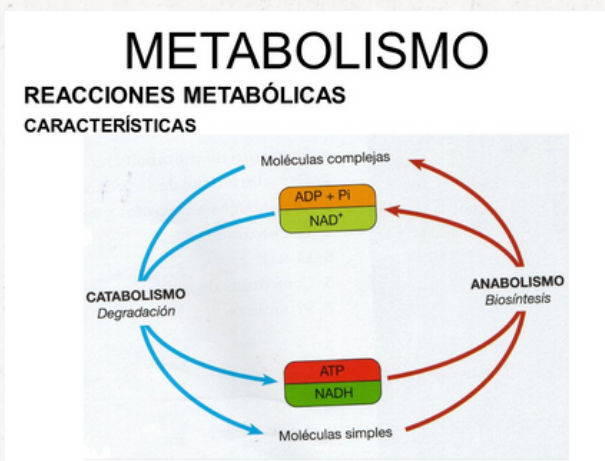 METABOLISMO
REACCIONES METABÓLICAS
CARACTERÍSTICAS
Moléculas complejas
ADP + Pi
NAD⁺
CATABOLISMO
Degradación
ANABOLISMO
Biosíntesis
ATP
NADH
Moléculas simples